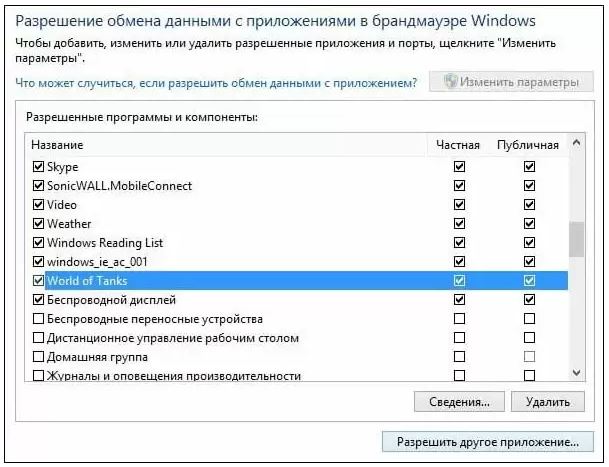 Разрешение обмена данными с приложениями в брандмауэре Windows
Чтобы добавить, изменить или удалить разрешенные приложения и порты, щелкните "Изменить
параметры".
Что может случиться, если разрешить обмен данными с приложением?
Изменить параметры
Разрешенные программы и компоненты:
Название Частная Публичная
Skype
SonicWALL.MobileConnect
Video
Weather
Windows Reading List
windows_ie_ac_001
World of Tanks
Беспроводной дисплей
Беспроводные переносные устройства
Дистанционное управление рабочим столом
Домашняя группа
Журналы и оповещения производительности
Сведения... Удалить
Разрешить другое приложение...